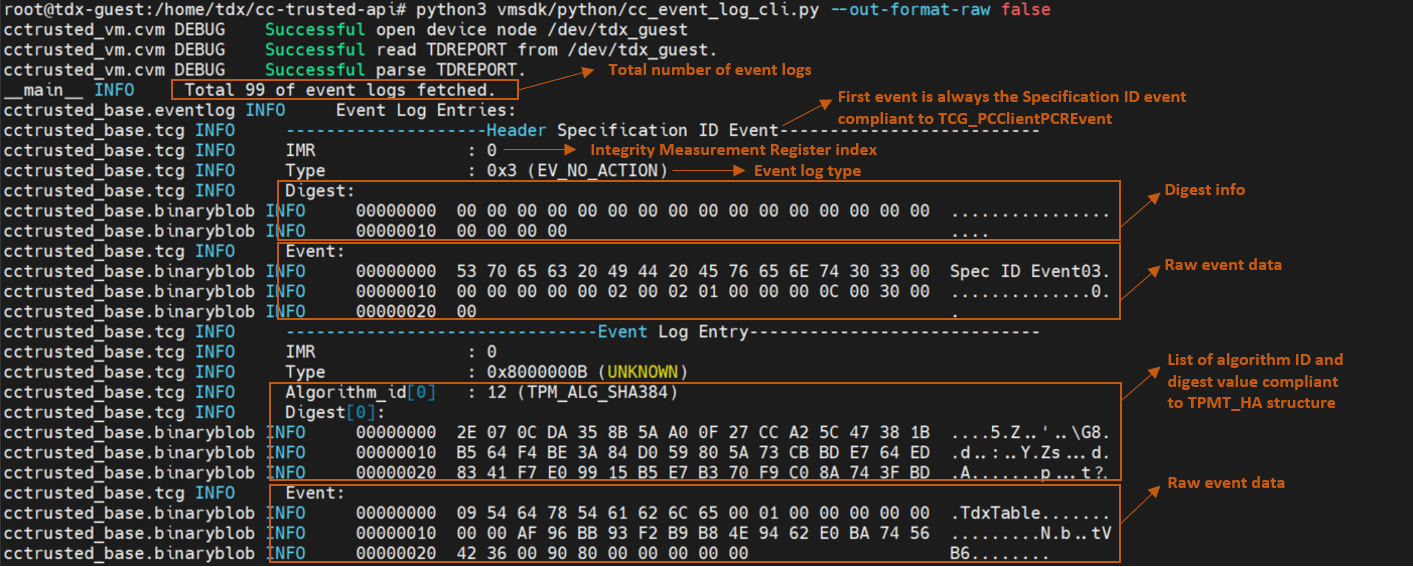 root@tdx-guest:/home/tdx/cc-trusted-api# python3 vmsdk/python/cc_event_log_cli.py --out-format-raw false
cctrusted_vm.cvm DEBUG    Successful open device node /dev/tdx_guest
cctrusted_vm.cvm DEBUG    Successful read TDREPORT from /dev/tdx_guest.
cctrusted_vm.cvm DEBUG    Successful parse TDREPORT.
Total number of event logs
__main__ INFO     Total 99 of event logs fetched.
First event is always the Specification ID event
compliant to TCG_PCClientPCREvent
cctrusted_base.eventlog INFO     Event Log Entries:
cctrusted_base.tcg INFO     --------------------Header Specification ID Event--------------------------
cctrusted_base.tcg INFO     IMR               : 0
Integrity Measurement Register index
cctrusted_base.tcg INFO     Type              : 0x3 (EV_NO_ACTION)
Event log type
cctrusted_base.tcg INFO     Digest:
Digest info
cctrusted_base.binaryblob INFO     00000000  00 00 00 00 00 00 00 00 00 00 00 00 00 00 00 00  ................
cctrusted_base.binaryblob INFO     00000010  00 00 00 00                                      ....
cctrusted_base.tcg INFO     Event:
Raw event data
cctrusted_base.binaryblob INFO     00000000  53 70 65 63 20 49 44 20 45 76 65 6E 74 30 33 00  Spec ID Event03.
cctrusted_base.binaryblob INFO     00000010  00 00 00 00 00 02 00 02 01 00 00 00 0C 00 30 00  ..............0.
cctrusted_base.binaryblob INFO     00000020  00                                               .
cctrusted_base.tcg INFO     -------------------------------Event Log Entry-----------------------------
cctrusted_base.tcg INFO     IMR               : 0
cctrusted_base.tcg INFO     Type              : 0x8000000B (UNKNOWN)
List of algorithm ID and
digest value compliant
to TPMT_HA structure
cctrusted_base.tcg INFO     Algorithm_id[0]   : 12 (TPM_ALG_SHA384)
cctrusted_base.tcg INFO     Digest[0]:
cctrusted_base.binaryblob INFO     00000000  2E 07 0C DA 35 8B 5A A0 0F 27 CC A2 5C 47 38 1B  ....5.Z..'..\G8.
cctrusted_base.binaryblob INFO     00000010  B5 64 F4 BE 3A 84 D0 59 80 5A 73 CB BD E7 64 ED  .d..:..Y.Zs...d.
cctrusted_base.binaryblob INFO     00000020  83 41 F7 E0 99 15 B5 E7 B3 70 F9 C0 8A 74 3F BD  .A.......p...t?.
cctrusted_base.tcg INFO     Event:
Raw event data
cctrusted_base.binaryblob INFO     00000000  09 54 64 78 54 61 62 6C 65 00 01 00 00 00 00 00  .TdxTable.......
cctrusted_base.binaryblob INFO     00000010  00 00 AF 96 BB 93 F2 B9 B8 4E 94 62 E0 BA 74 56  .........N.b..tV
cctrusted_base.binaryblob INFO     00000020  42 36 00 90 80 00 00 00 00 00                    B6........